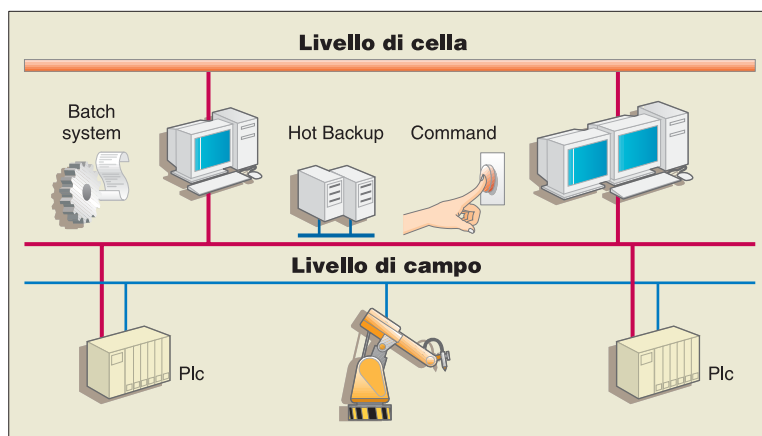 Livello di cella
Batch
system
Hot Backup
Command
Livello di campo
Plc
Plc